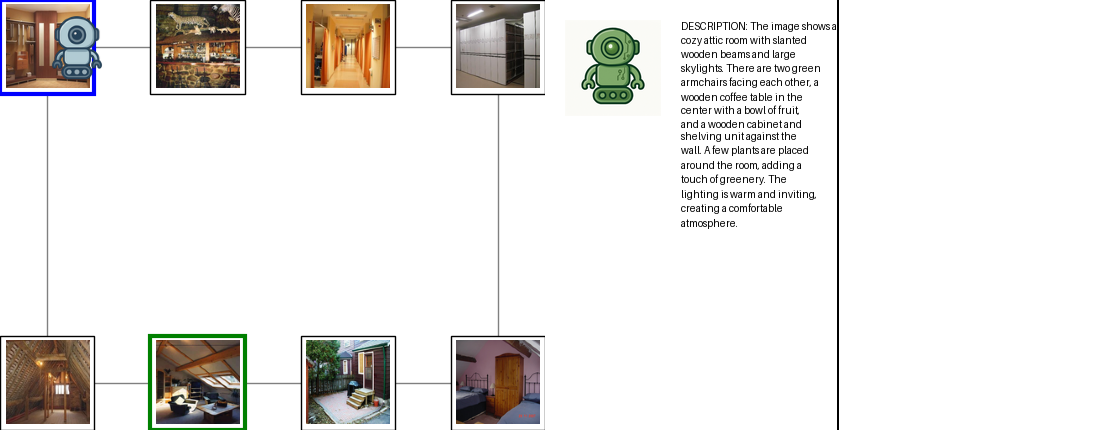 DESCRIPTION: The image shows a
cozy attic room with slanted
wooden beams and large
skylights. There are two green
armchairs facing each other, a
wooden coffee table in the
center with a bowl of fruit,
and a wooden cabinet and
shelving unit against the
wall. A few plants are placed
around the room, adding a
touch of greenery. The
lighting is warm and inviting,
creating a comfortable
atmosphere.